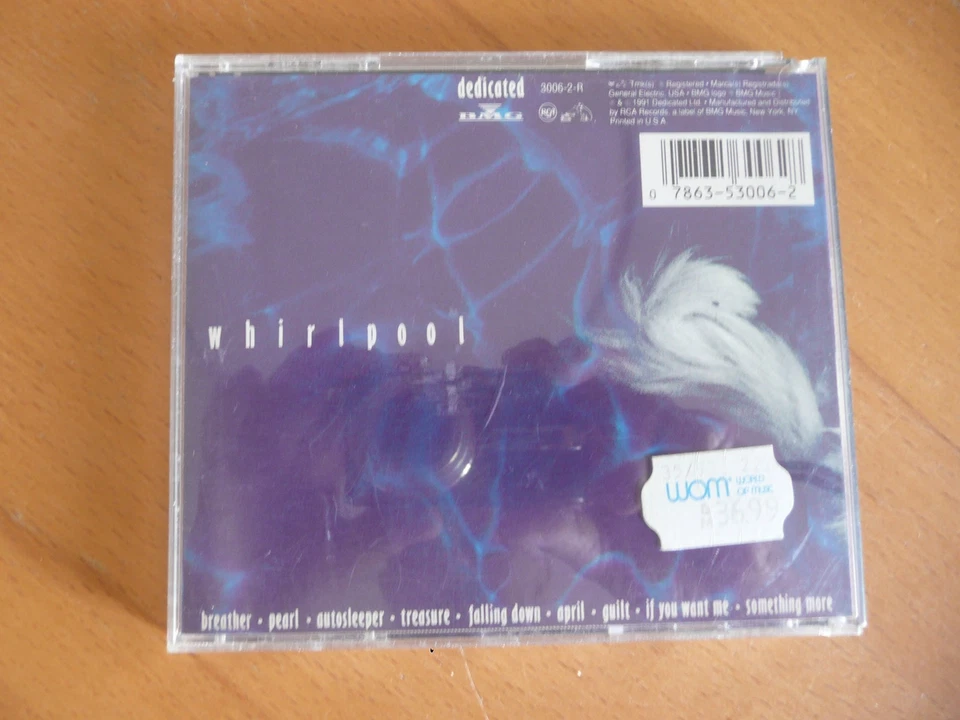 dedicated
3006-2-R
BMG
RCA
Registered • Marca(s) Registrada(s)
General Electric, USA • BMG logo ® BMG Music
℗ & © 1991 Dedicated Ltd. • Manufactured and Distributed
by RCA Records, a label of BMG Music, New York, NY
Printed in U.S.A.
0 7863-53006-2
whirlpool
wom WORLD
OF MUSIC
36.99
breather • pearl • autosleeper • treasure • falling down • april • guilt • if you want me • something more